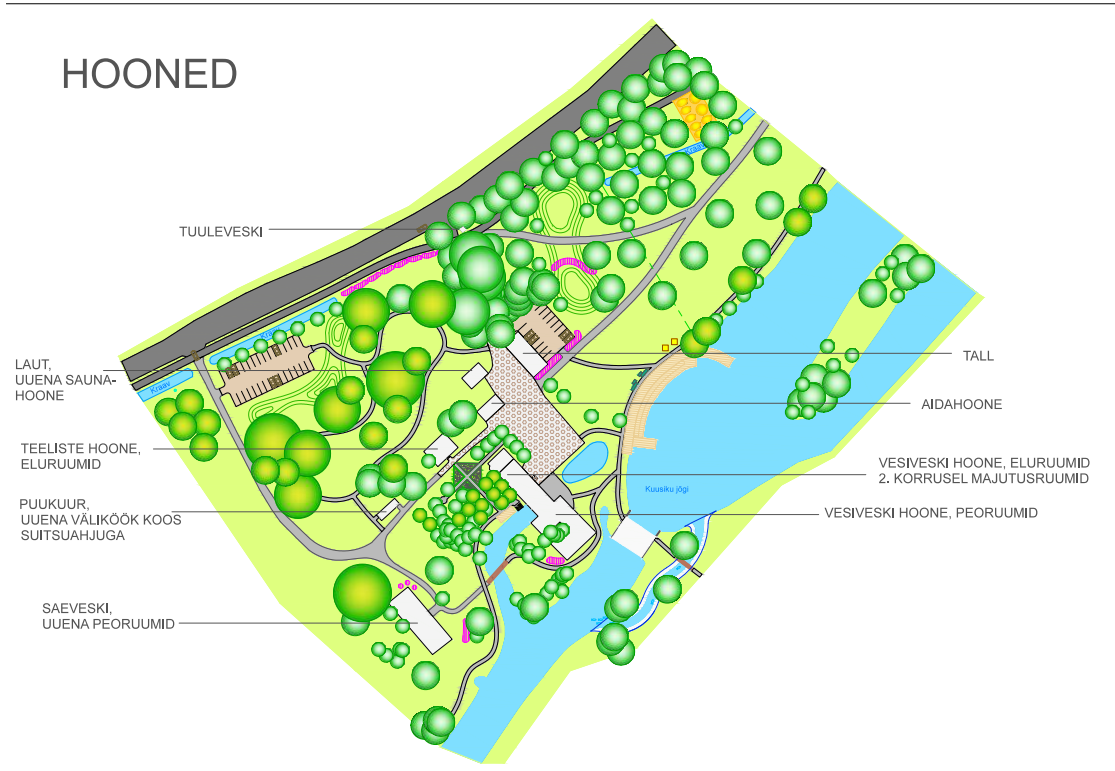 HOONED
TUULEVESKI
LAUT,
UUENA SAUNA-
HOONE
TEELISTE HOONE,
ELURUUMID
PUUKUUR,
UUENA VÄLIKÖÖK KOOS
SUITSUAHJUGA
SAEVESKI,
UUENA PEORUUMID
TALL
AIDAHOONE
VESIVESKI HOONE, ELURUUMID
2. KORRUSEL MAJUTUSRUUMID
VESIVESKI HOONE, PEORUUMID
Kuusiku jõgi
Kraav